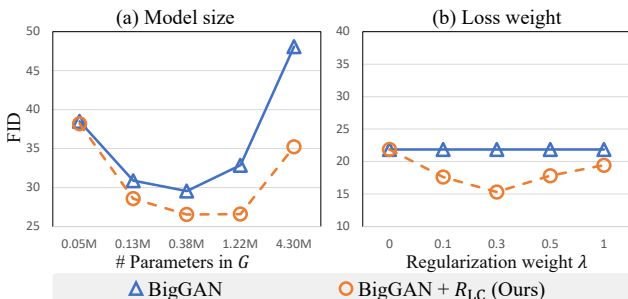 (a) Model size
(b) Loss weight
50
45
40
35
30
25
FID
0.05M 0.13M 0.38M 1.22M 4.30M
# Parameters in G
40
35
30
25
20
15
10
0 0.1 0.3 0.5 1
Regularization weight λ
BigGAN
BigGAN + R_LC (Ours)